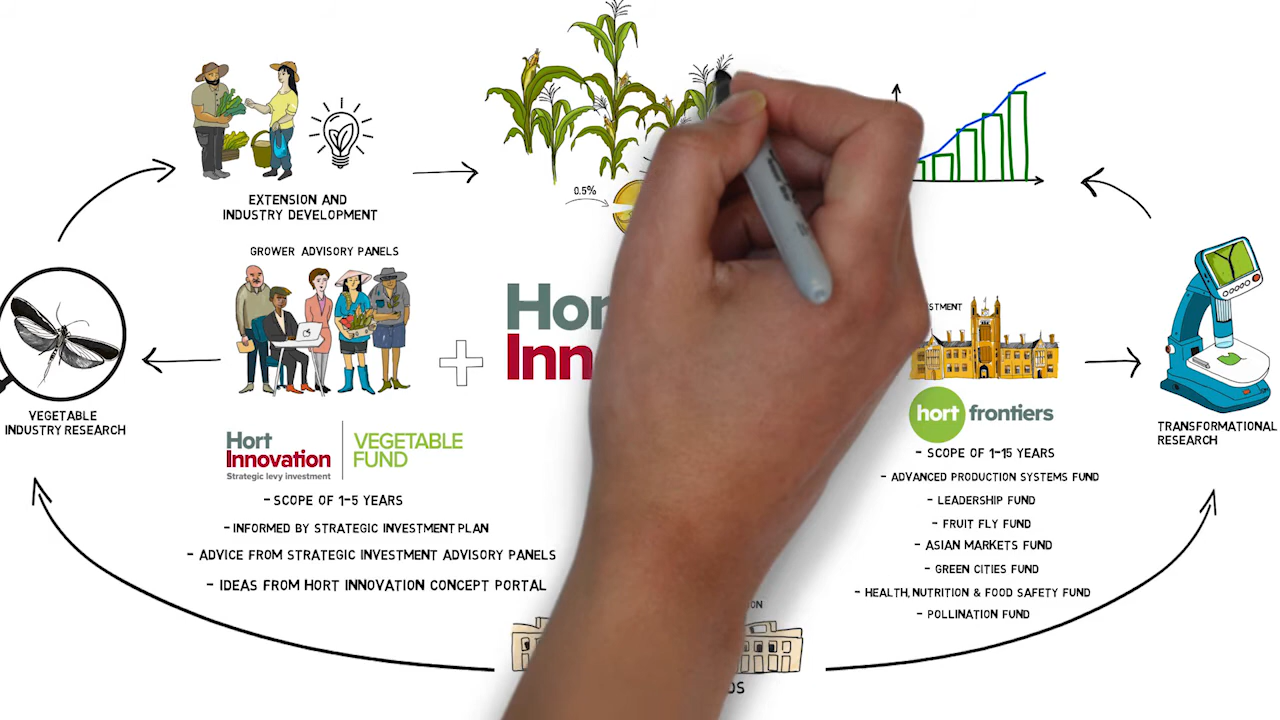 EXTENSION AND
INDUSTRY DEVELOPMENT
0.5%
GROWER ADVISORY PANELS
VEGETABLE
INDUSTRY RESEARCH
Hort
Innovation
Strategic levy investment
VEGETABLE
FUND
- SCOPE OF 1-5 YEARS
- INFORMED BY STRATEGIC INVESTMENT PLAN
- ADVICE FROM STRATEGIC INVESTMENT ADVISORY PANELS
- IDEAS FROM HORT INNOVATION CONCEPT PORTAL
Hor
Inn
hort frontiers
- SCOPE OF 1-15 YEARS
- ADVANCED PRODUCTION SYSTEMS FUND
- LEADERSHIP FUND
- FRUIT FLY FUND
- ASIAN MARKETS FUND
- GREEN CITIES FUND
- HEALTH, NUTRITION & FOOD SAFETY FUND
- POLLINATION FUND
TRANSFORMATIONAL
RESEARCH